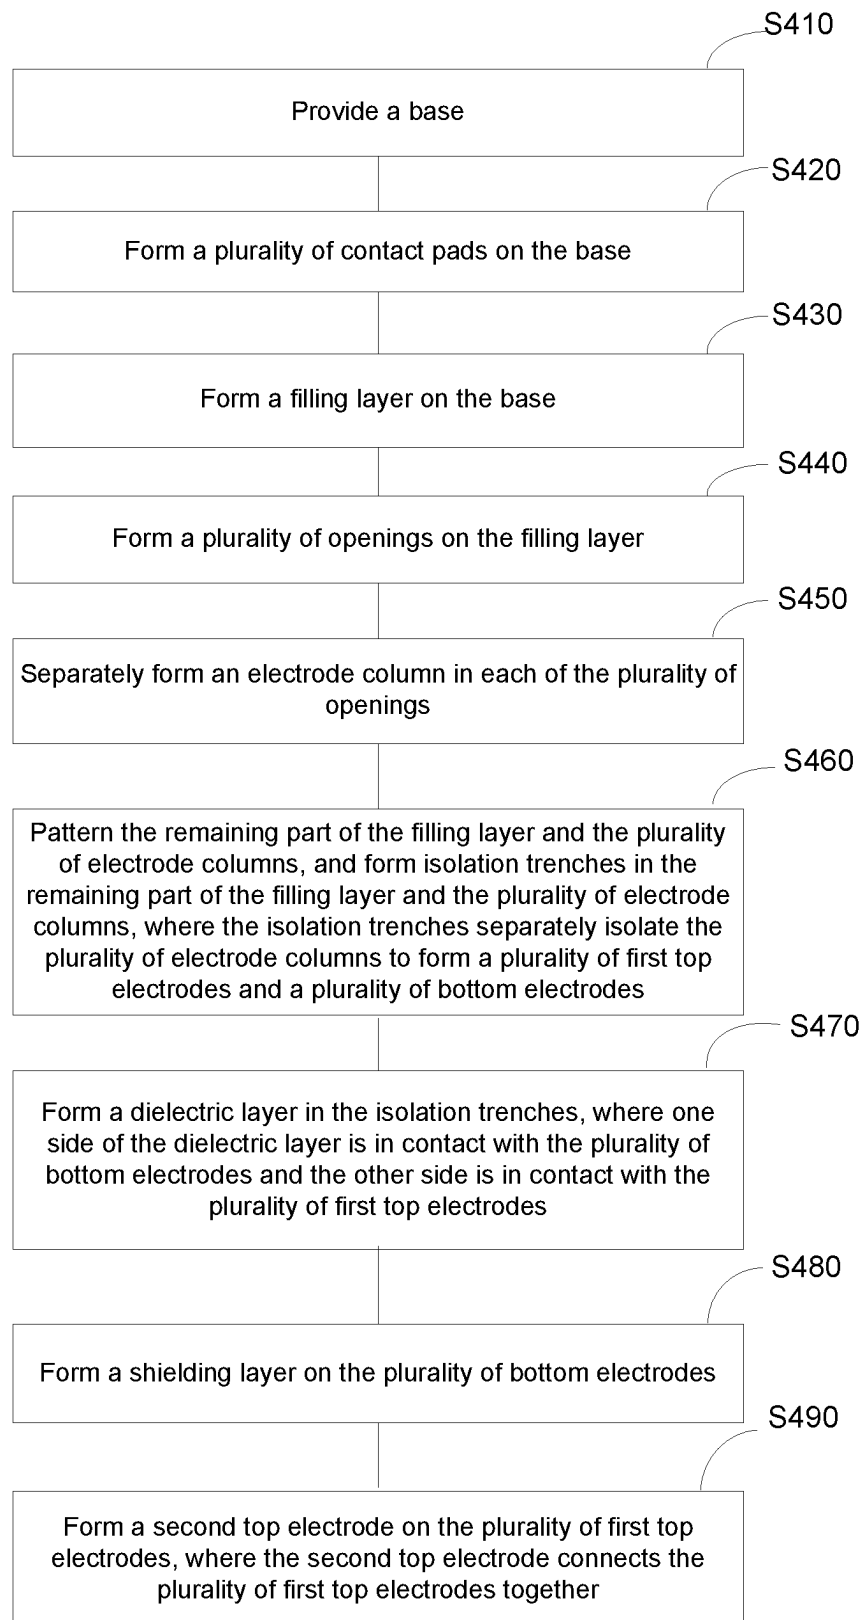 S410
Provide a base
S420
Form a plurality of contact pads on the base
S430
Form a filling layer on the base
S440
Form a plurality of openings on the filling layer
S450
Separately form an electrode column in each of the plurality of
openings
S460
Pattern the remaining part of the filling layer and the plurality
of electrode columns, and form isolation trenches in the
remaining part of the filling layer and the plurality of electrode
columns, where the isolation trenches separately isolate the
plurality of electrode columns to form a plurality of first top
electrodes and a plurality of bottom electrodes
S470
Form a dielectric layer in the isolation trenches, where one
side of the dielectric layer is in contact with the plurality of
bottom electrodes and the other side is in contact with the
plurality of first top electrodes
S480
Form a shielding layer on the plurality of bottom electrodes
S490
Form a second top electrode on the plurality of first top
electrodes, where the second top electrode connects the
plurality of first top electrodes together